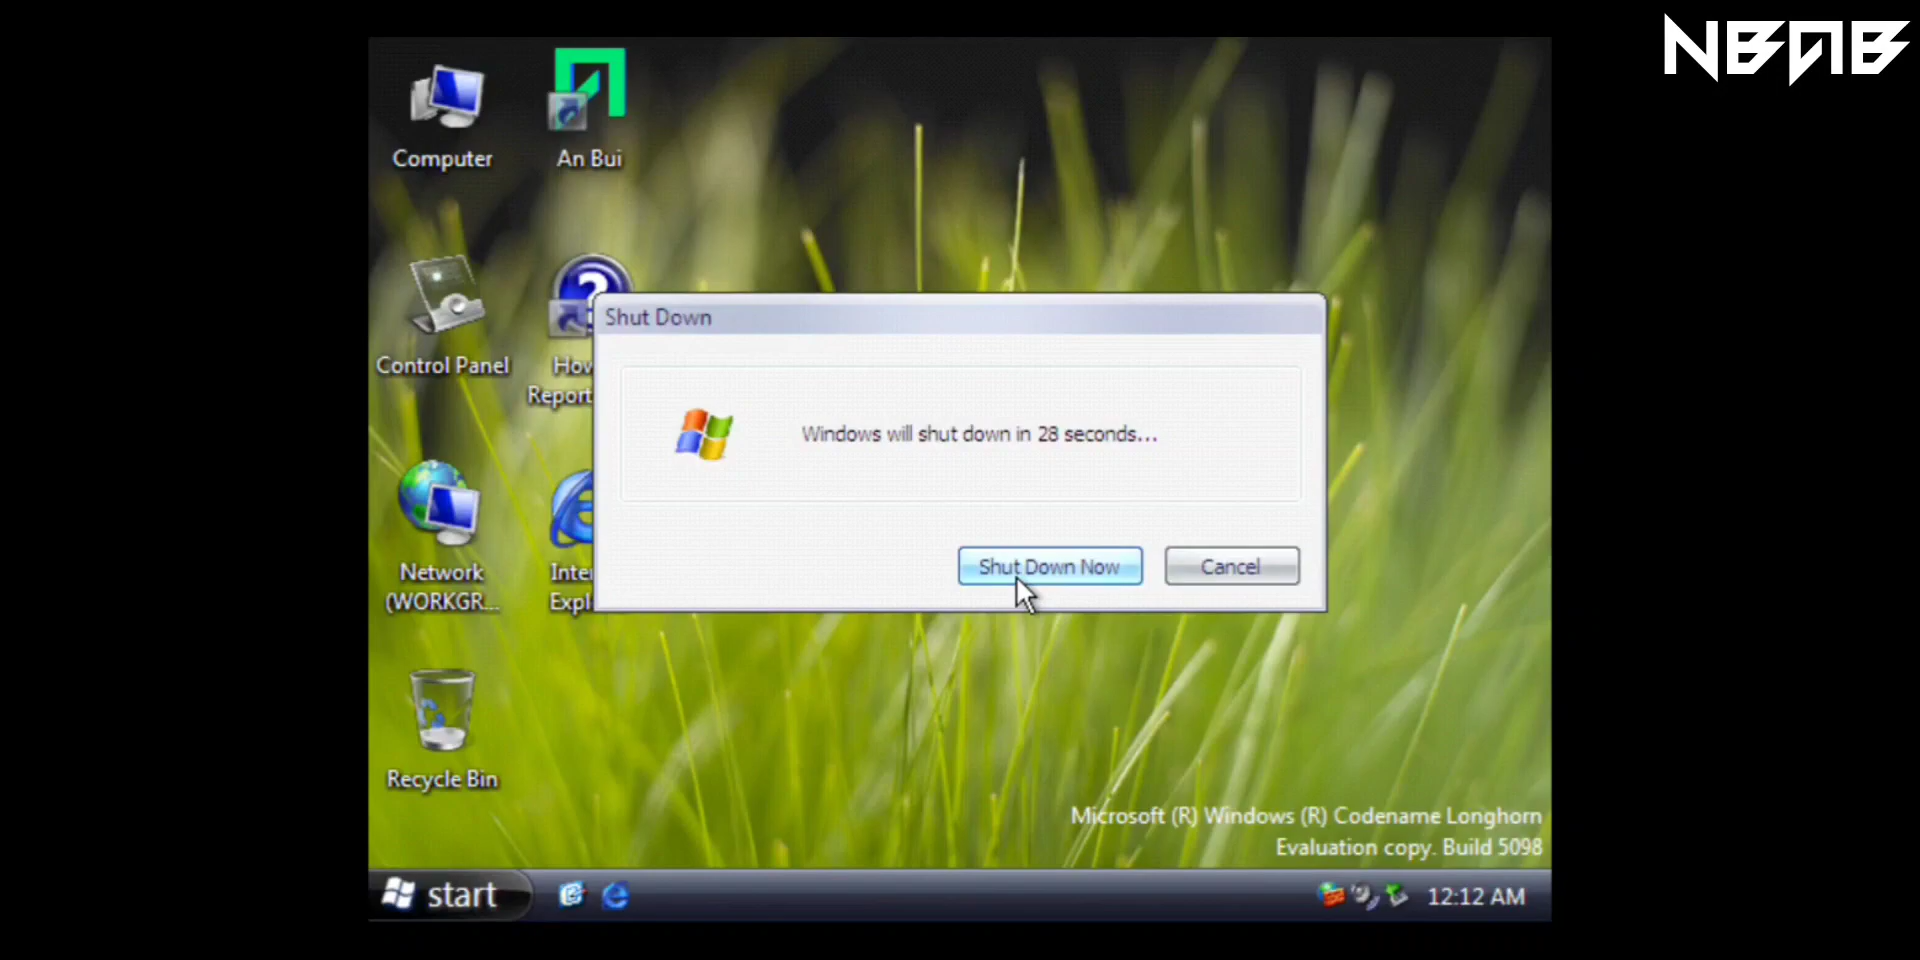 NBAB
Computer
An Bui
Control Panel
How
Report
Shut Down
Windows will shut down in 28 seconds...
Shut Down Now
Cancel
Network
(WORKGR...
Inter
Expl
Recycle Bin
Microsoft (R) Windows (R) Codename Longhorn
Evaluation copy. Build 5098
start
12:12 AM